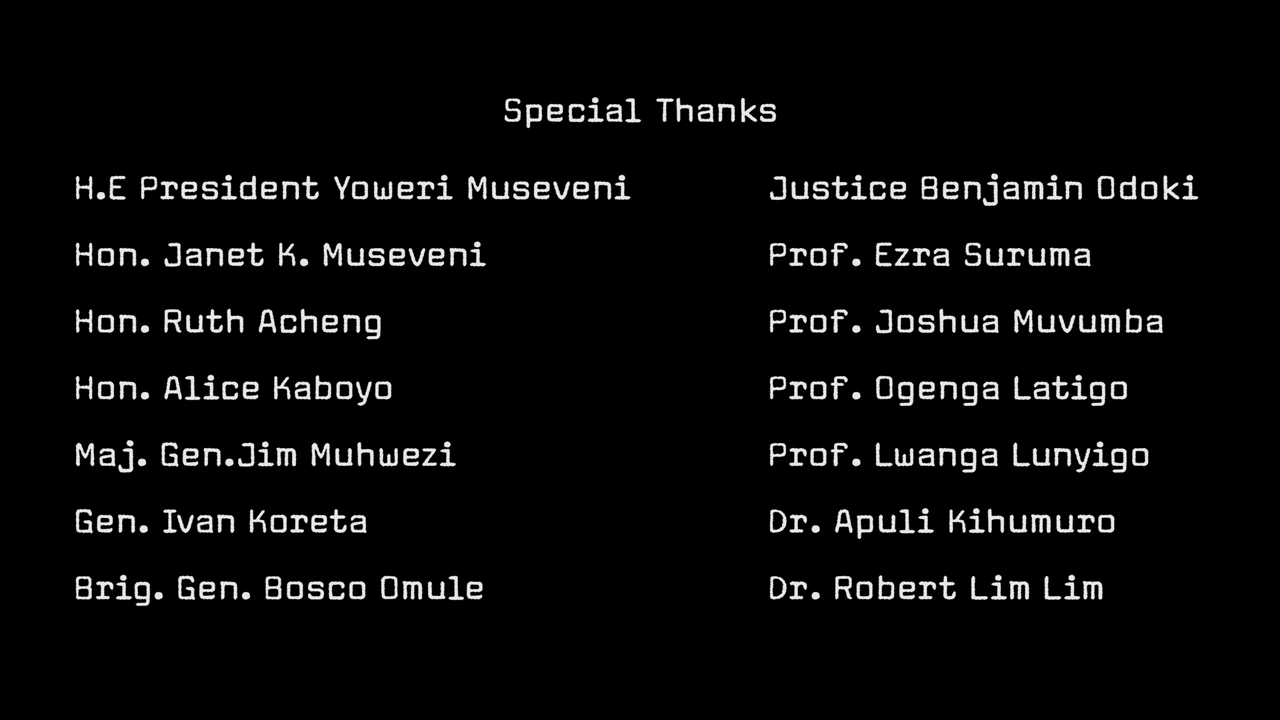 Special Thanks
H.E President Yoweri Museveni
Hon. Janet K. Museveni
Hon. Ruth Acheng
Hon. Alice Kaboyo
Maj. Gen.Jim Muhwezi
Gen. Ivan Koreta
Brig. Gen. Bosco Omule
Justice Benjamin Odoki
Prof. Ezra Suruma
Prof. Joshua Muvumba
Prof. Ogenga Latigo
Prof. Lwanga Lunyigo
Dr. Apuli Kihumuro
Dr. Robert Lim Lim